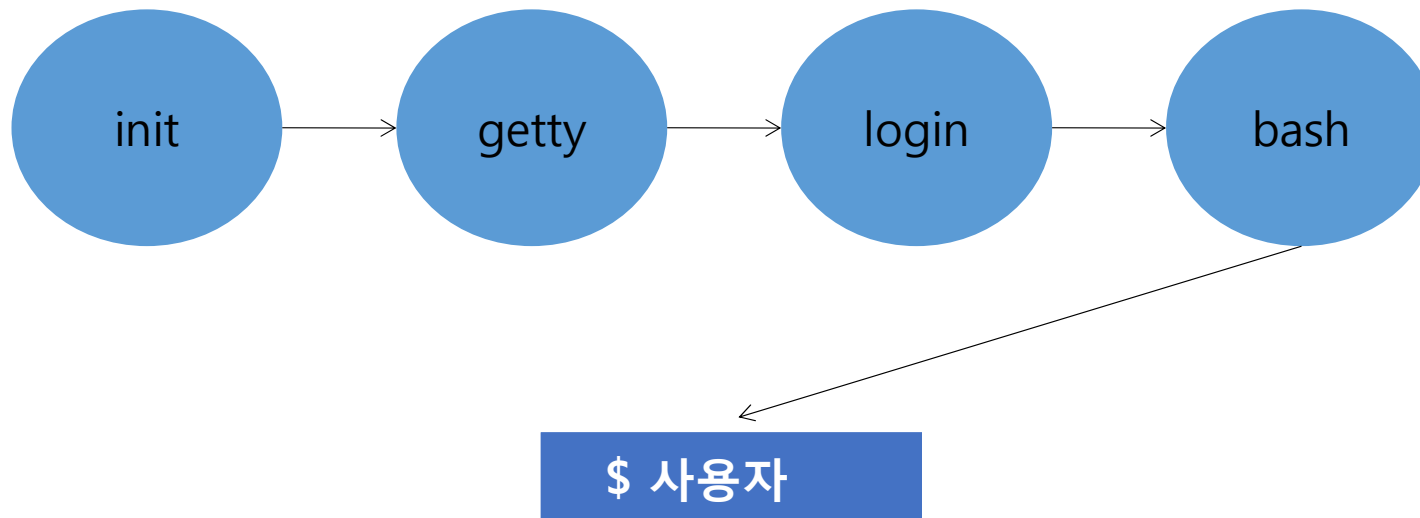 init
getty
login
bash
$ 사용자